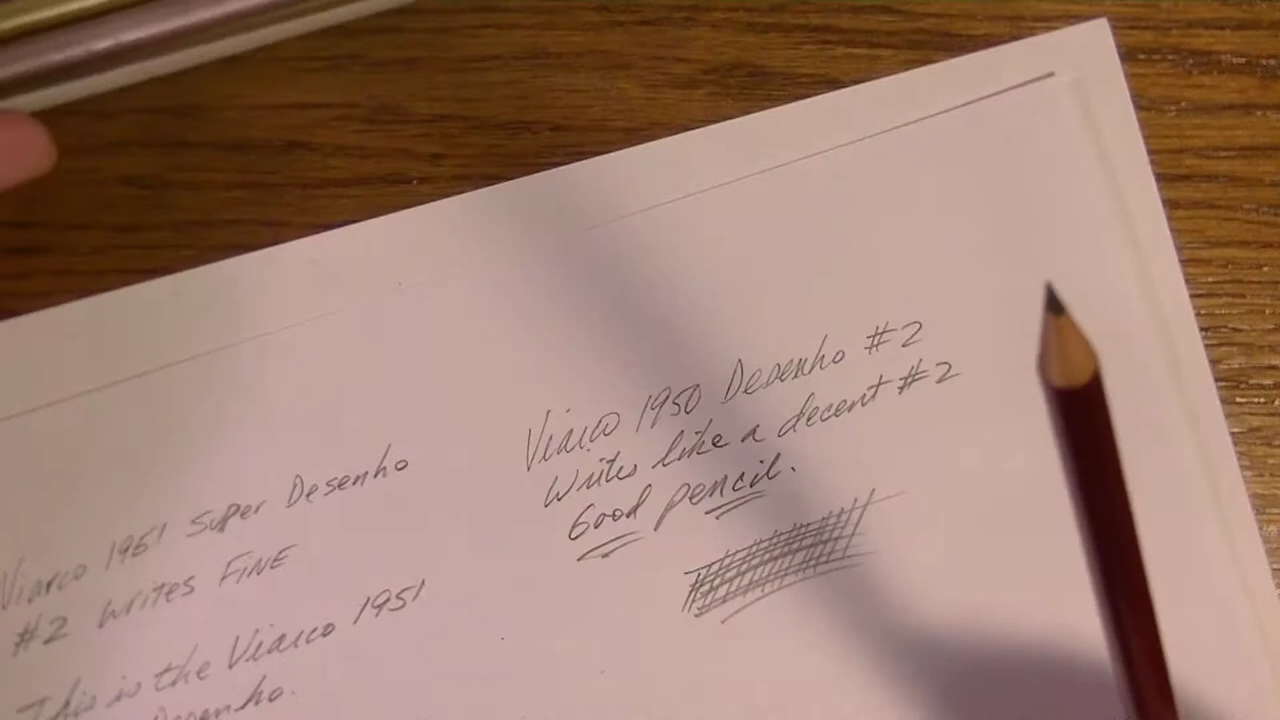 Viarco 1951 Super Desenho
#2 writes FINE
This is the Viarco 1951
Desenho.
Viarco 1950 Desenho #2
Writes like a decent #2
Good pencil.